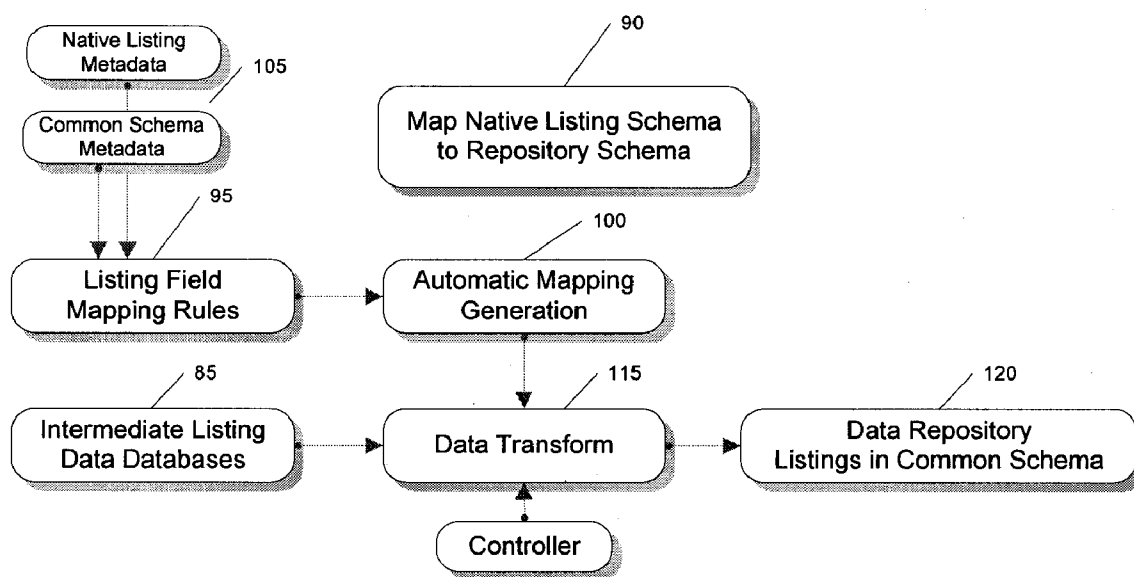 Native Listing
Metadata
105
Common Schema
Metadata
90
Map Native Listing Schema
to Repository Schema
95
Listing Field
Mapping Rules
100
Automatic Mapping
Generation
85
Intermediate Listing
Data Databases
115
Data Transform
120
Data Repository
Listings in Common Schema
Controller